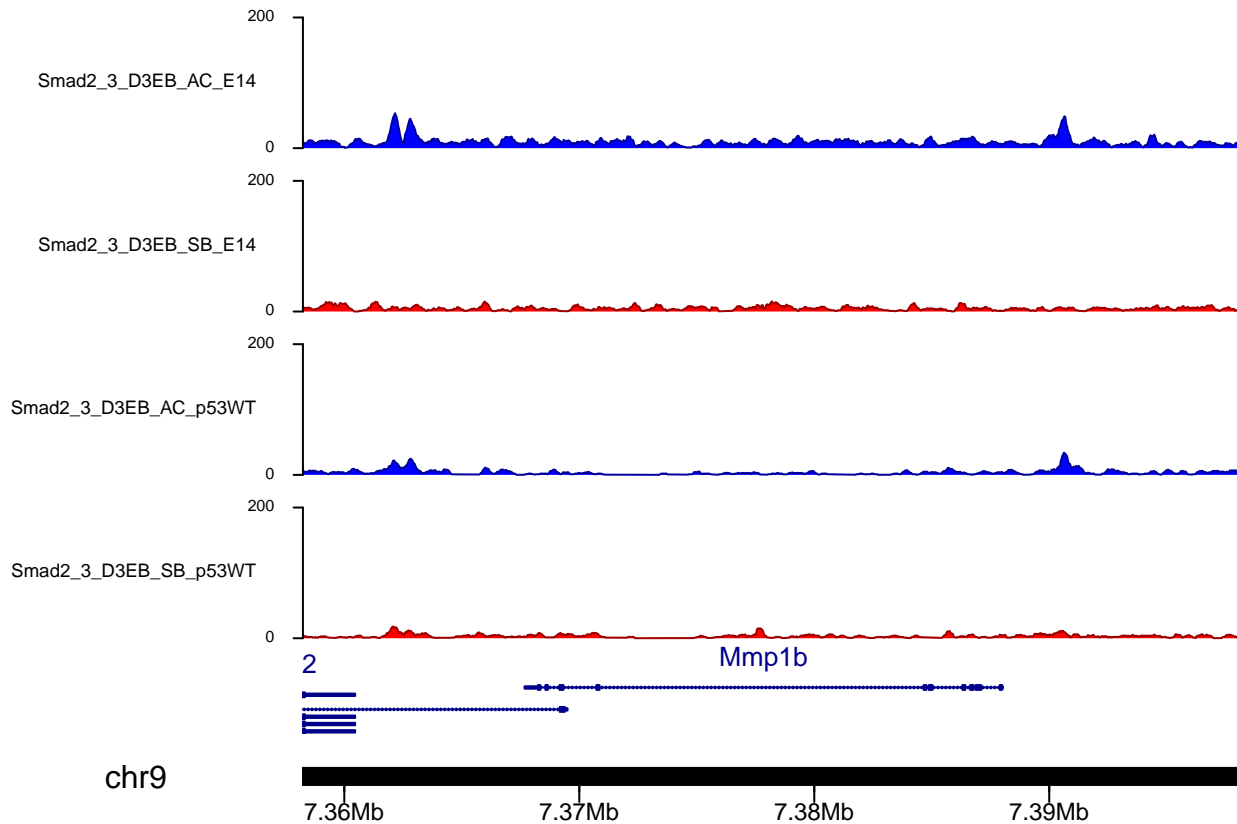 200
Smad2_3_D3EB_AC_E14
0
200
Smad2_3_D3EB_SB_E14
0
200
Smad2_3_D3EB_AC_p53WT
0
200
Smad2_3_D3EB_SB_p53WT
0
2 Mmp1b
chr9
7.36Mb 7.37Mb 7.38Mb 7.39Mb